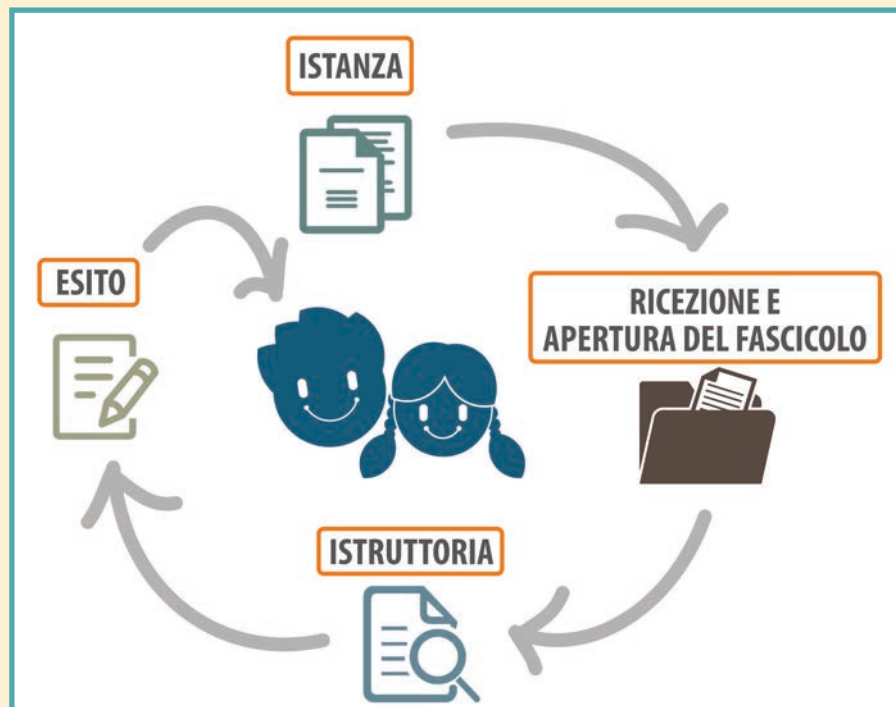 ISTANZA
RICEZIONE E
APERTURA DEL FASCICOLO
ISTRUTTORIA
ESITO